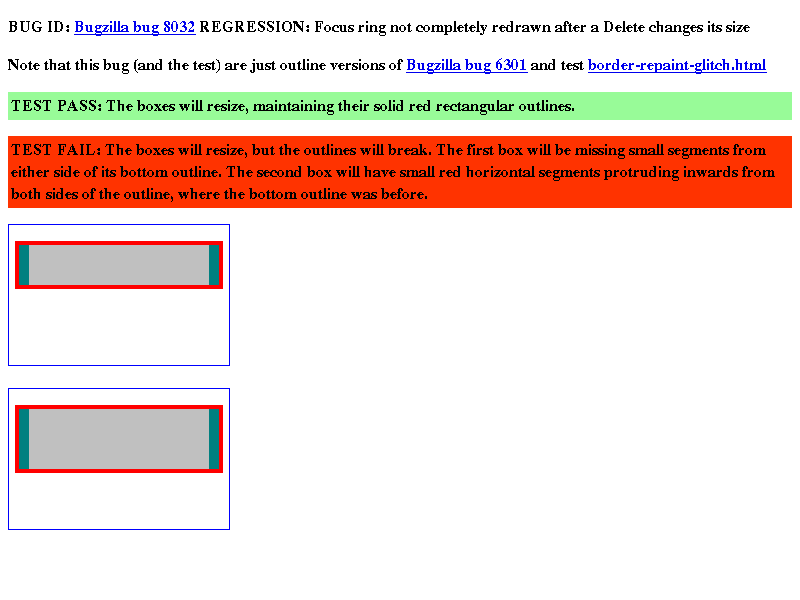 BUG ID: Bugzilla bug 8032 REGRESSION: Focus ring not completely redrawn after a Delete changes its size
Note that this bug (and the test) are just outline versions of Bugzilla bug 6301 and test border-repaint-glitch.html
TEST PASS: The boxes will resize, maintaining their solid red rectangular outlines.
TEST FAIL: The boxes will resize, but the outlines will break. The first box will be missing small segments from
either side of its bottom outline. The second box will have small red horizontal segments protruding inwards from
both sides of the outline, where the bottom outline was before.